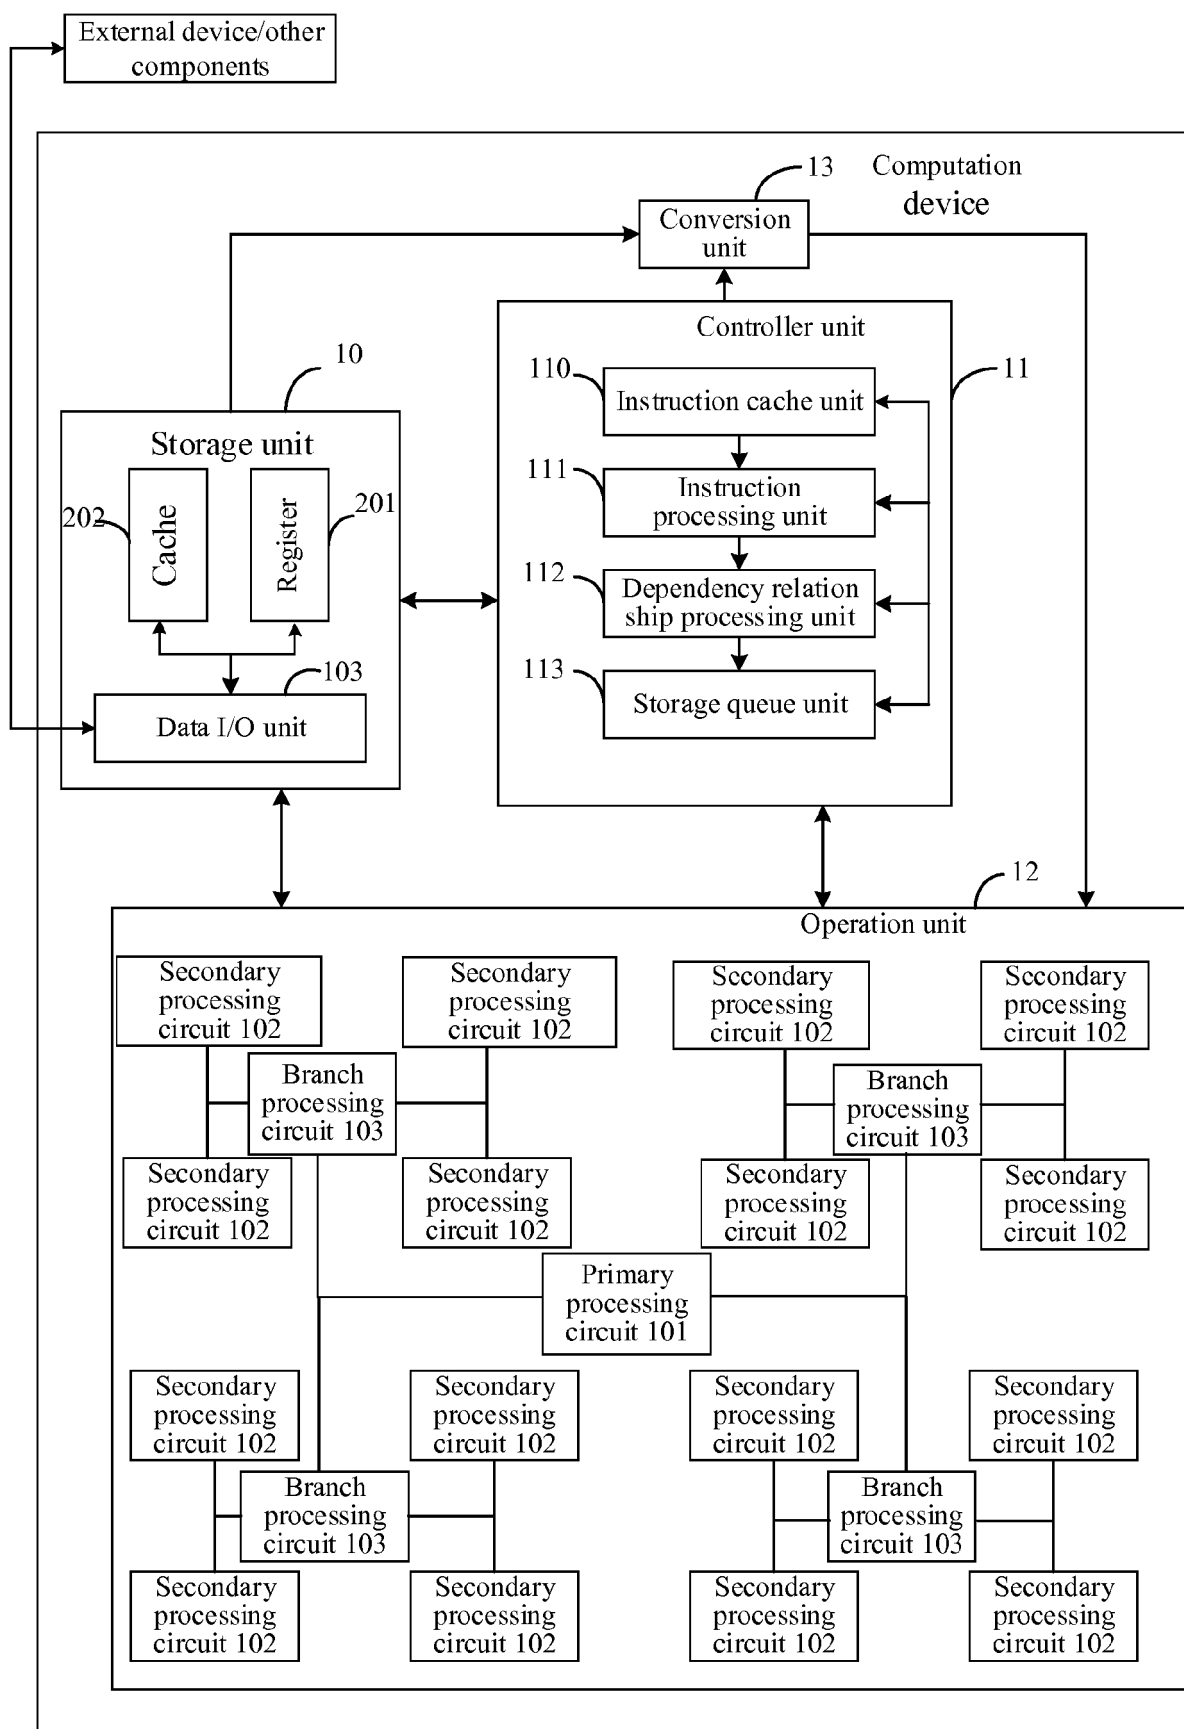 External device/other
components
13
Computation
device
Conversion
unit
Controller unit
10
110
11
Instruction cache unit
Storage unit
111
Instruction
processing unit
202
201
Cache
Register
112
Dependency relation
ship processing unit
113
103
Storage queue unit
Data I/O unit
12
Operation unit
Secondary
processing
circuit 102
Secondary
processing
circuit 102
Secondary
processing
circuit 102
Secondary
processing
circuit 102
Branch
processing
circuit 103
Branch
processing
circuit 103
Secondary
processing
circuit 102
Secondary
processing
circuit 102
Secondary
processing
circuit 102
Secondary
processing
circuit 102
Primary
processing
circuit 101
Secondary
processing
circuit 102
Secondary
processing
circuit 102
Secondary
processing
circuit 102
Secondary
processing
circuit 102
Branch
processing
circuit 103
Branch
processing
circuit 103
Secondary
processing
circuit 102
Secondary
processing
circuit 102
Secondary
processing
circuit 102
Secondary
processing
circuit 102